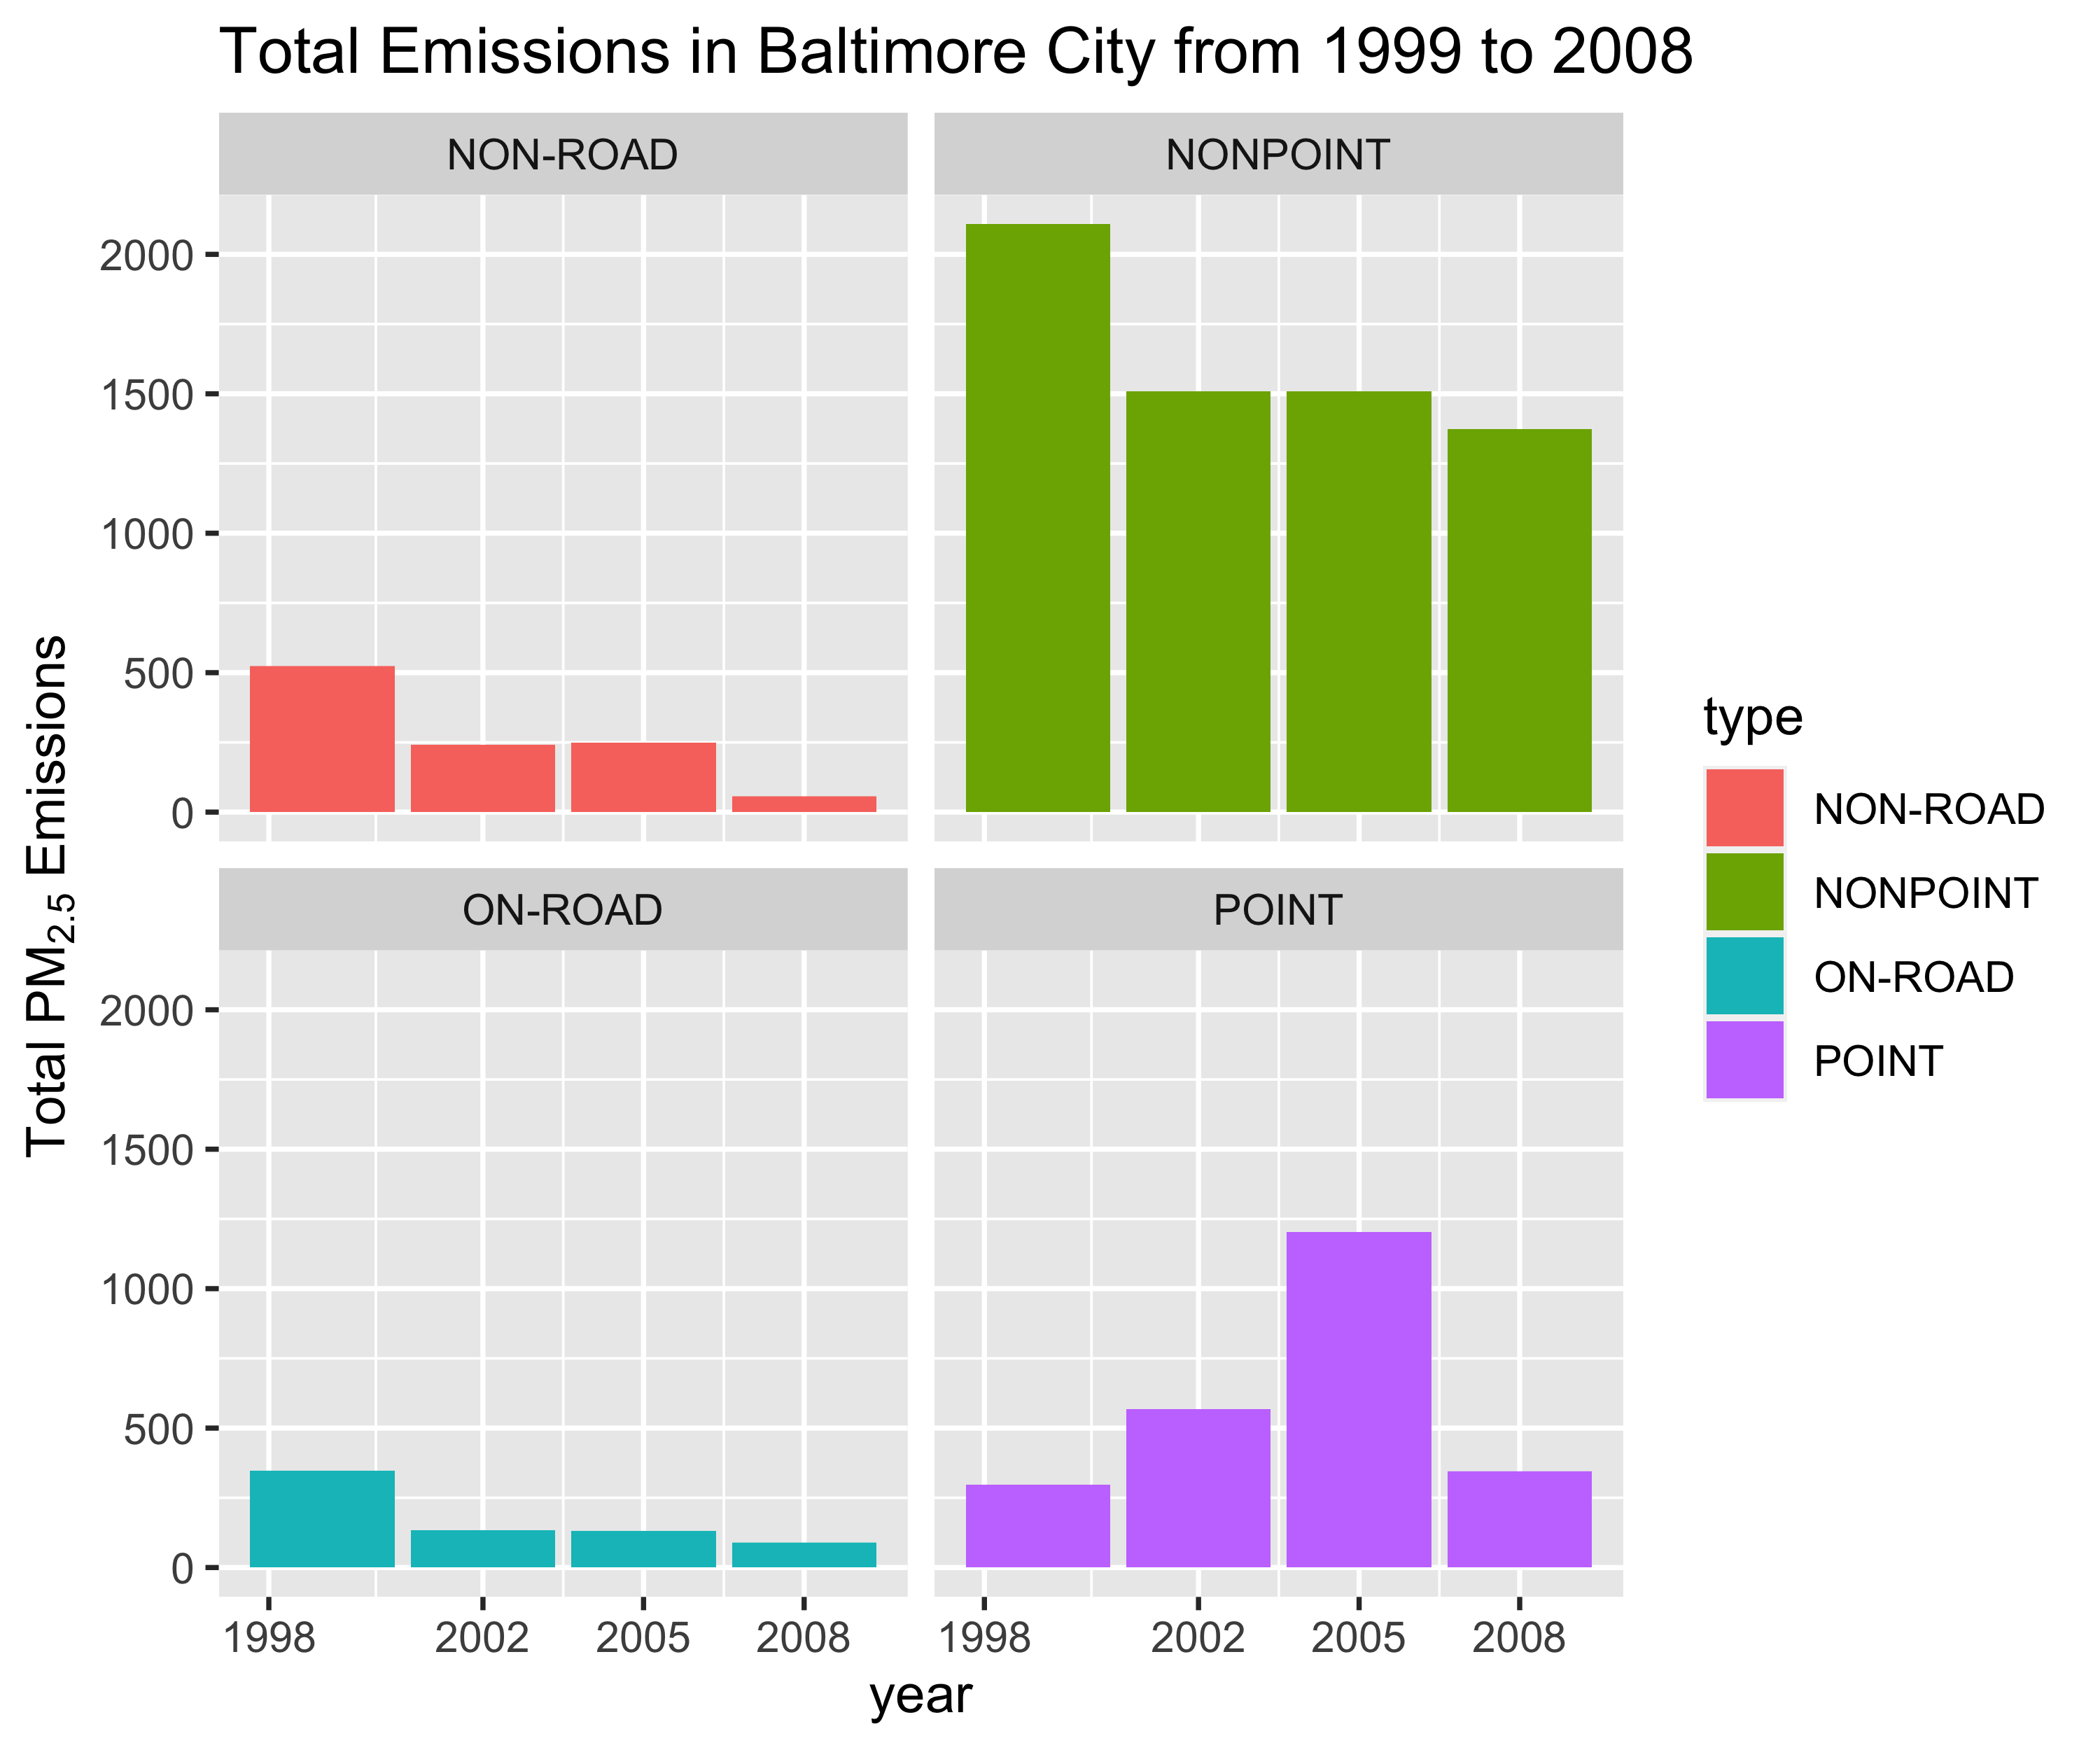 Total Emissions in Baltimore City from 1999 to 2008
NON-ROAD
NONPOINT
2000
1500
1000
500
0
ON-ROAD
POINT
2000
1500
1000
500
0
1998 2002 2005 2008
1998 2002 2005 2008
year
Total PM2.5 Emissions
type
NON-ROAD
NONPOINT
ON-ROAD
POINT